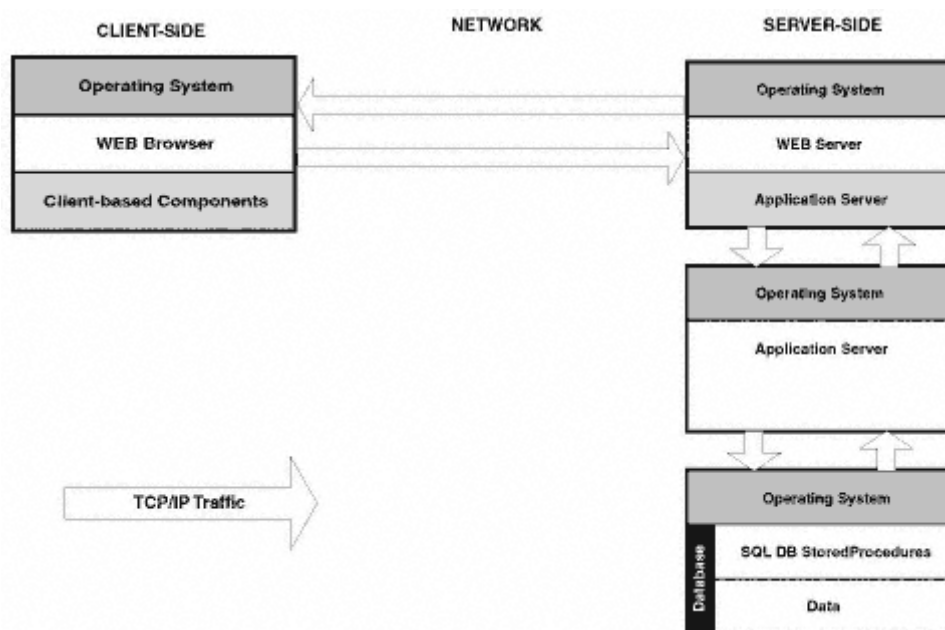 CLIENT-SIDE
NETWORK
SERVER-SIDE
Operating System
WEB Browser
Client-based Components
Operating System
WEB Server
Application Server
Operating System
Application Server
TCP/IP Traffic
Operating System
Database
SQL DB StoredProcedures
Data